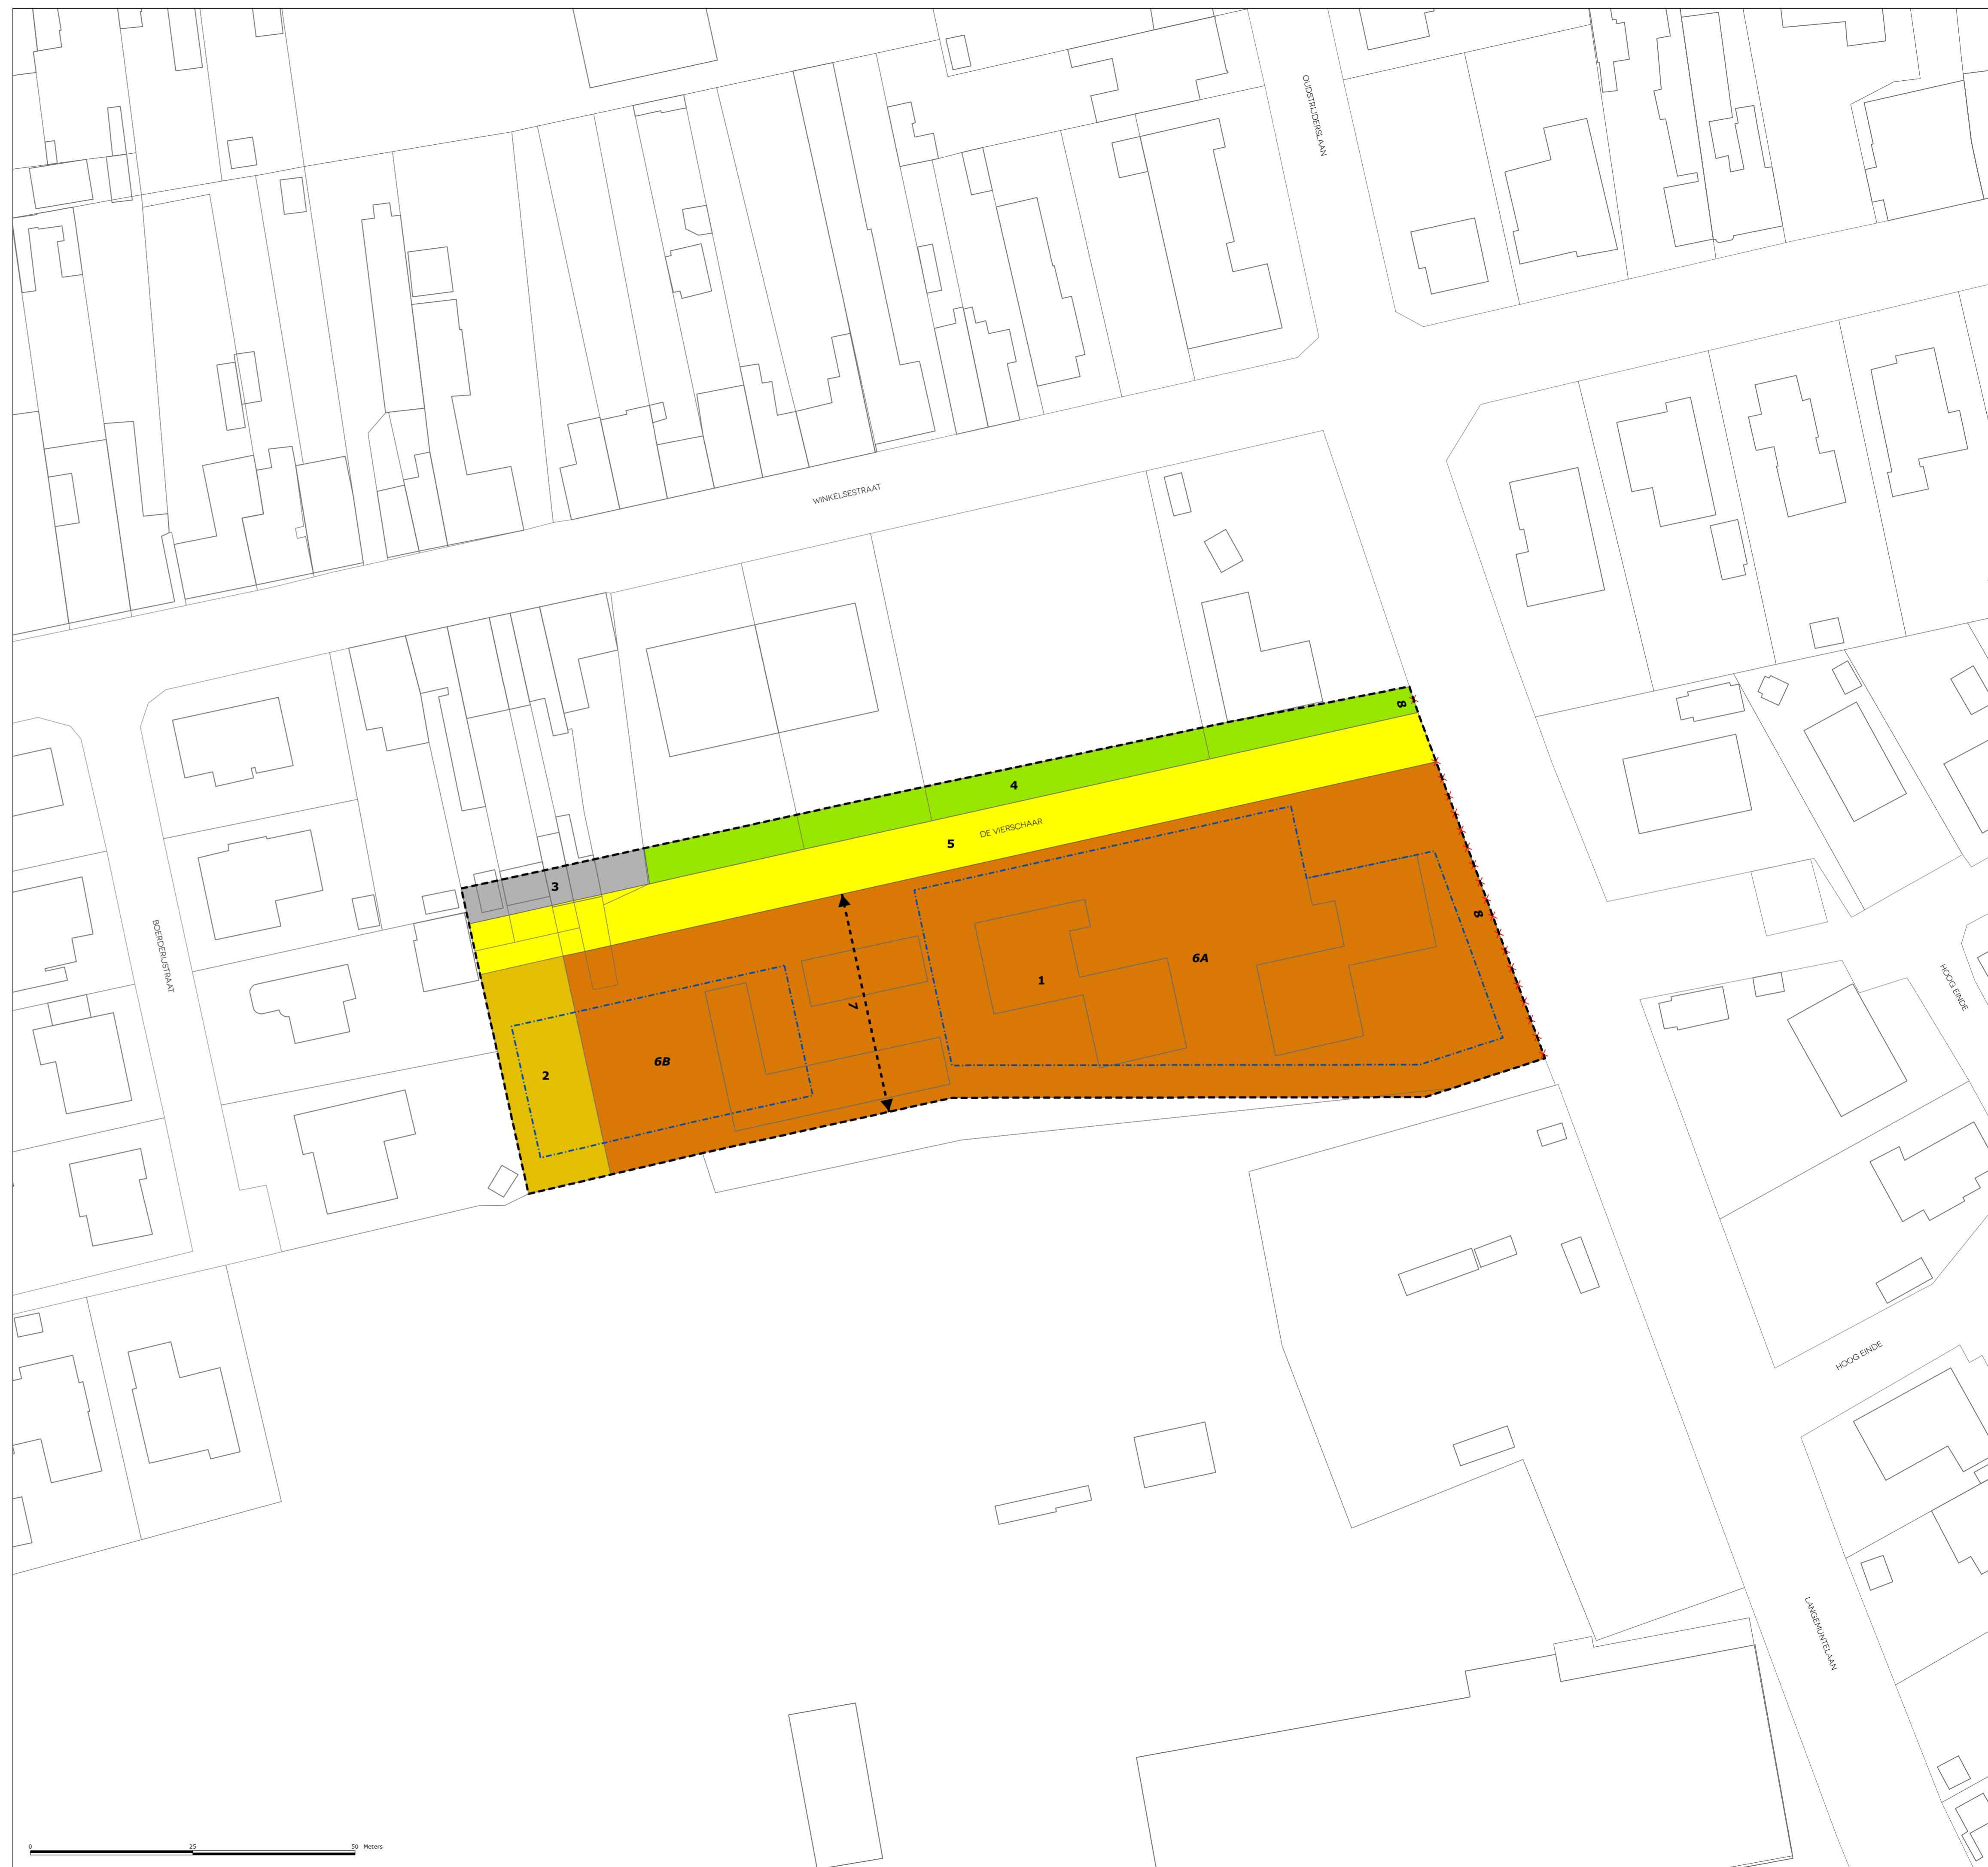 OUDSTRIJDERSLAAN
WINKELSESTRAAT
8
4
DE VIERSCHAAR
5
3
BOERDERIJSTRAAT
8
6A
1
7
6B
2
HOOG EINDE
HOOG EINDE
LANGEMUNTELAAN
0 25 50 Meters